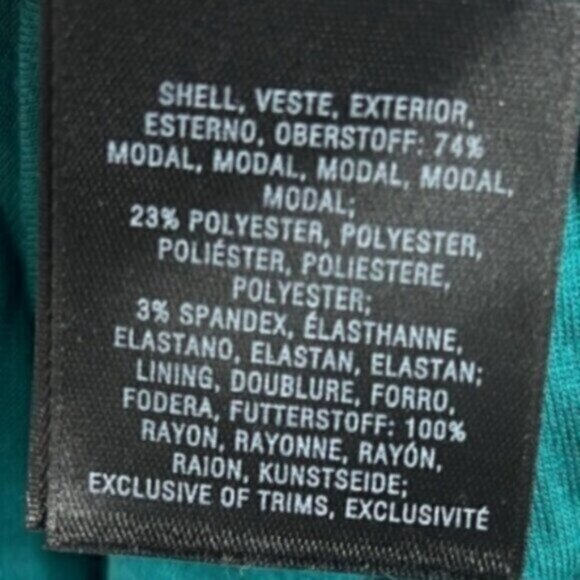 SHELL, VESTE, EXTERIOR,
ESTERNO, OBERSTOFF: 74%
MODAL, MODAL, MODAL, MODAL,
MODAL;
23% POLYESTER, POLYESTER,
POLIÉSTER, POLIESTERE,
POLYESTER;
3% SPANDEX, ÉLASTHANNE,
ELASTANO, ELASTAN, ELASTAN;
LINING, DOUBLURE, FORRO,
FODERA, FUTTERSTOFF: 100%
RAYON, RAYONNE, RAYÓN,
RAION, KUNSTSEIDE;
EXCLUSIVE OF TRIMS, EXCLUSIVITÉ